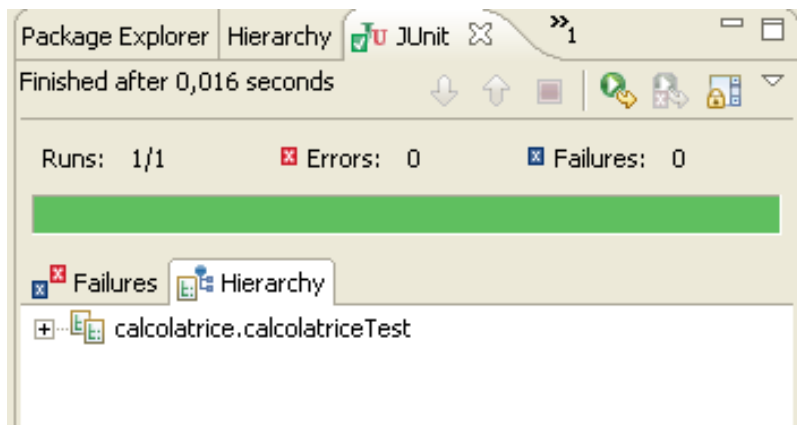 Package Explorer Hierarchy JU JUnit »1
Finished after 0,016 seconds
Runs: 1/1 Errors: 0 Failures: 0
Failures Hierarchy
calcolatrice.calcolatriceTest